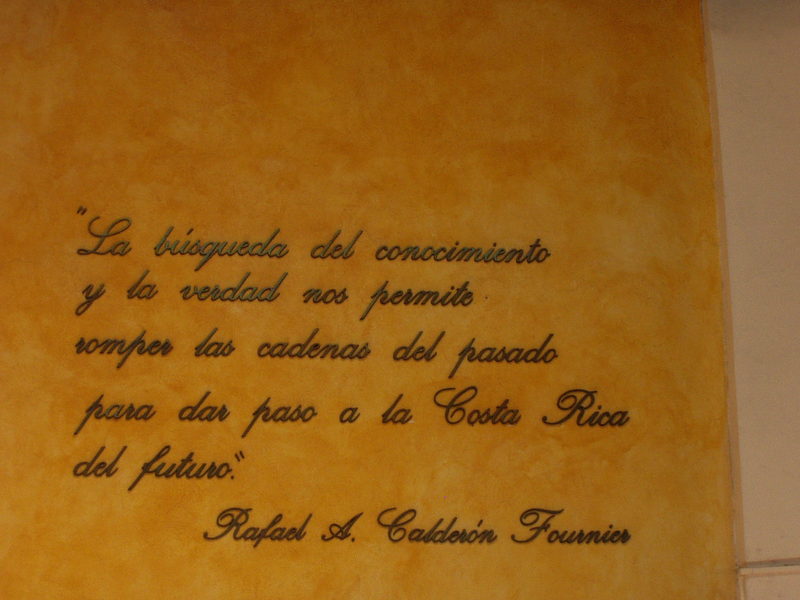 "La búsqueda del conocimiento
y la verdad nos permite
romper las cadenas del pasado
para dar paso a la Costa Rica
del futuro."
Rafael A. Calderón Fournier